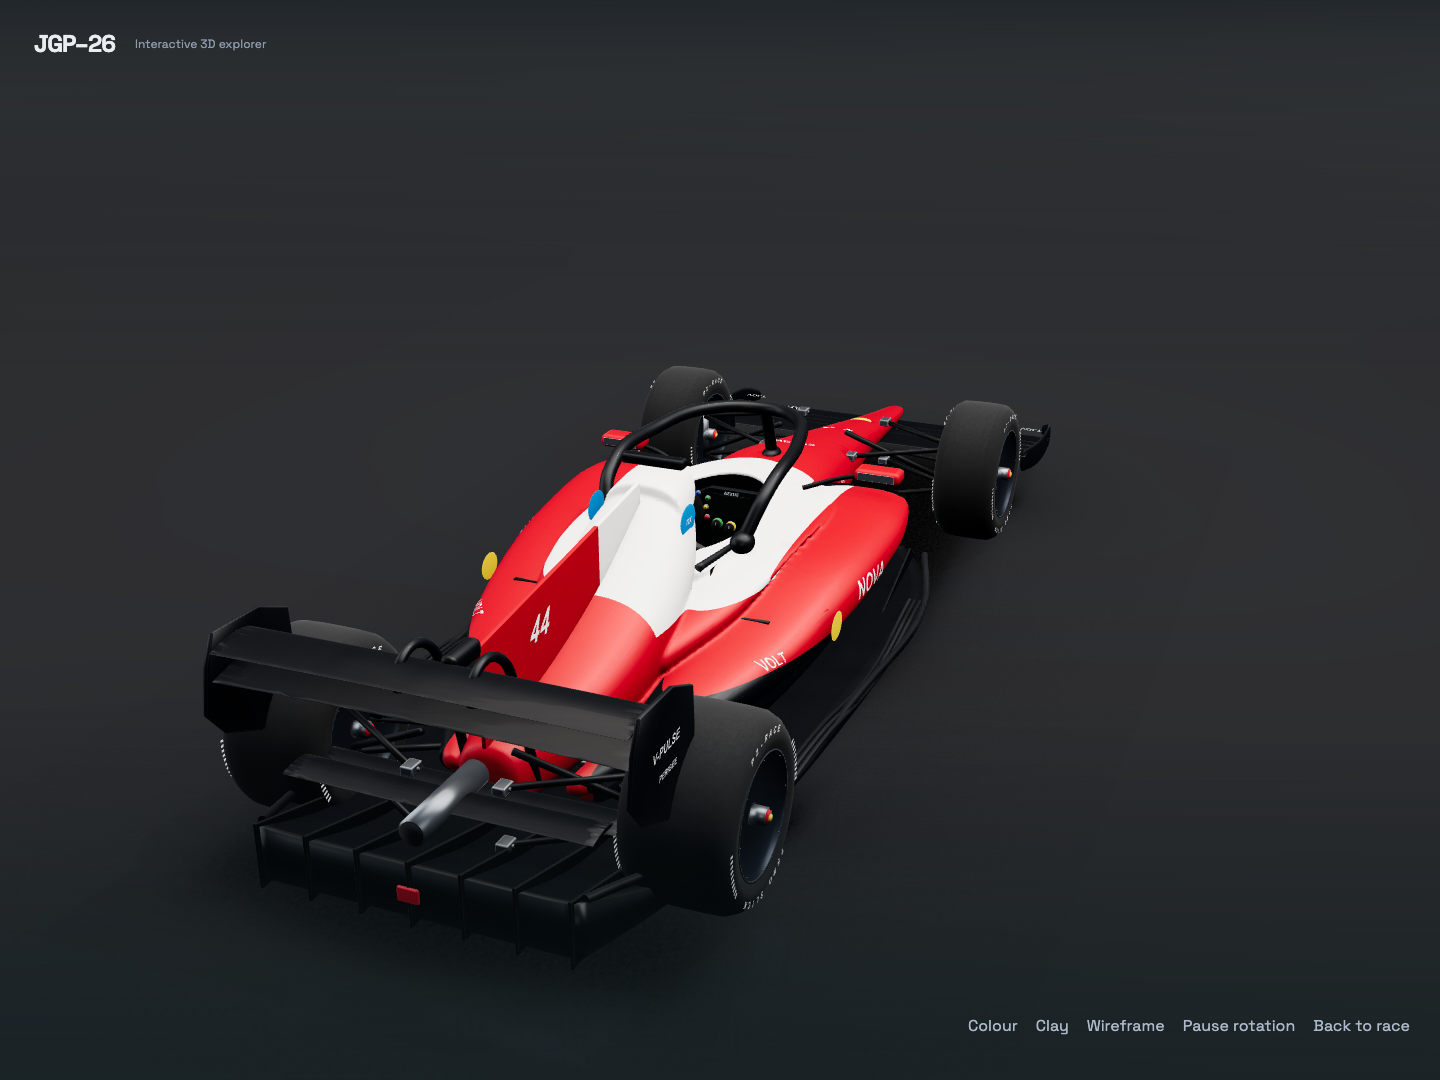 JGP–26 Interactive 3D explorer
44
NOVA
VOLT
V-PULSE
Colour Clay Wireframe Pause rotation Back to race